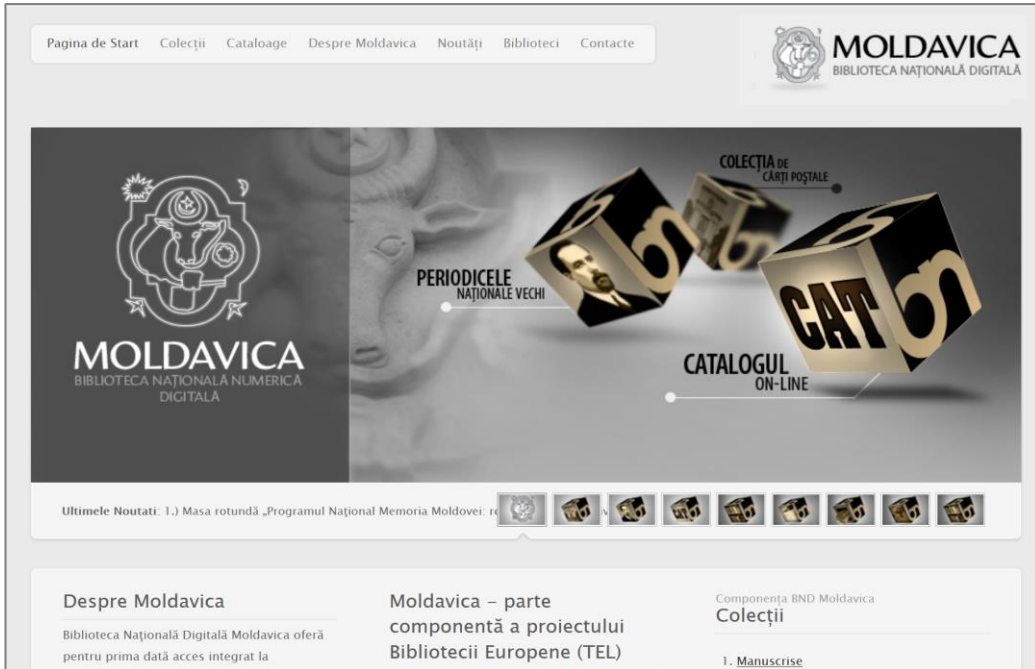 Pagina de Start Colecții Cataloage Despre Moldavica Noutăți Biblioteci Contacte
MOLDAVICA
BIBLIOTECA NAȚIONALĂ DIGITALĂ
COLECȚIA DE
CĂRȚI POȘTALE
PERIODICELE
NAȚIONALE VECHI
CAT
bn
CATALOGUL
ON-LINE
MOLDAVICA
BIBLIOTECA NAȚIONALĂ NUMERICĂ
DIGITALĂ
Ultimele Noutati: 1.) Masa rotundă „Programul Național Memoria Moldovei:
Despre Moldavica
Biblioteca Națională Digitală Moldavica oferă
pentru prima dată acces integrat la
Moldavica – parte
componentă a proiectului
Bibliotecii Europene (TEL)
Componența BND Moldavica
Colecții
1. Manuscrise